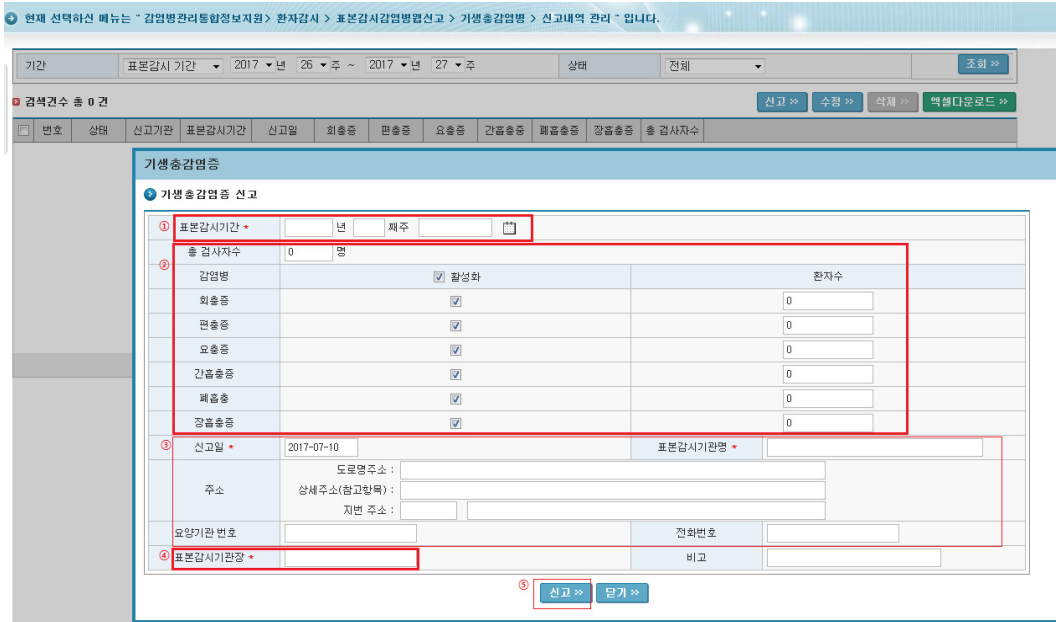 현재 선택하신 메뉴는 " 감염병관리통합정보지원> 환자감시 > 표본감시감염병웹신고 > 기생충감염병 > 신고내역 관리 " 입니다.
기간 표본감시 기간 2017 년 26 주 ~ 2017 년 27 주 상태 전체 조회 »
검색건수 총 0 건 신고 » 수정 » 삭제 » 엑셀다운로드 »
번호 상태 신고기관 표본감시기간 신고일 회충증 편충증 요충증 간흡충증 폐흡충증 장흡충증 총 검사자수
기생충감염증
기생충감염증 신고
① 표본감시기간 * 년 째주
총 검사자수 0 명
② 감염병 활성화 환자수
회충증 0
편충증 0
요충증 0
간흡충증 0
폐흡충 0
장흡충증 0
③ 신고일 * 2017-07-10 표본감시기관명 *
주소 도로명주소 :
상세주소(참고항목) :
지번 주소 :
요양기관 번호 전화번호
④ 표본감시기관장 * 비고
⑤ 신고 » 닫기 »